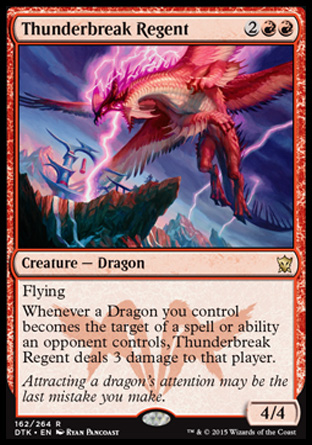 Thunderbreak Regent 2
Creature — Dragon
Flying
Whenever a Dragon you control
becomes the target of a spell or ability
an opponent controls, Thunderbreak
Regent deals 3 damage to that player.
Attracting a dragon's attention may be the
last mistake you make.
4/4
162/264 R
DTK • EN Ryan Pancoast
™ & © 2015 Wizards of the Coast